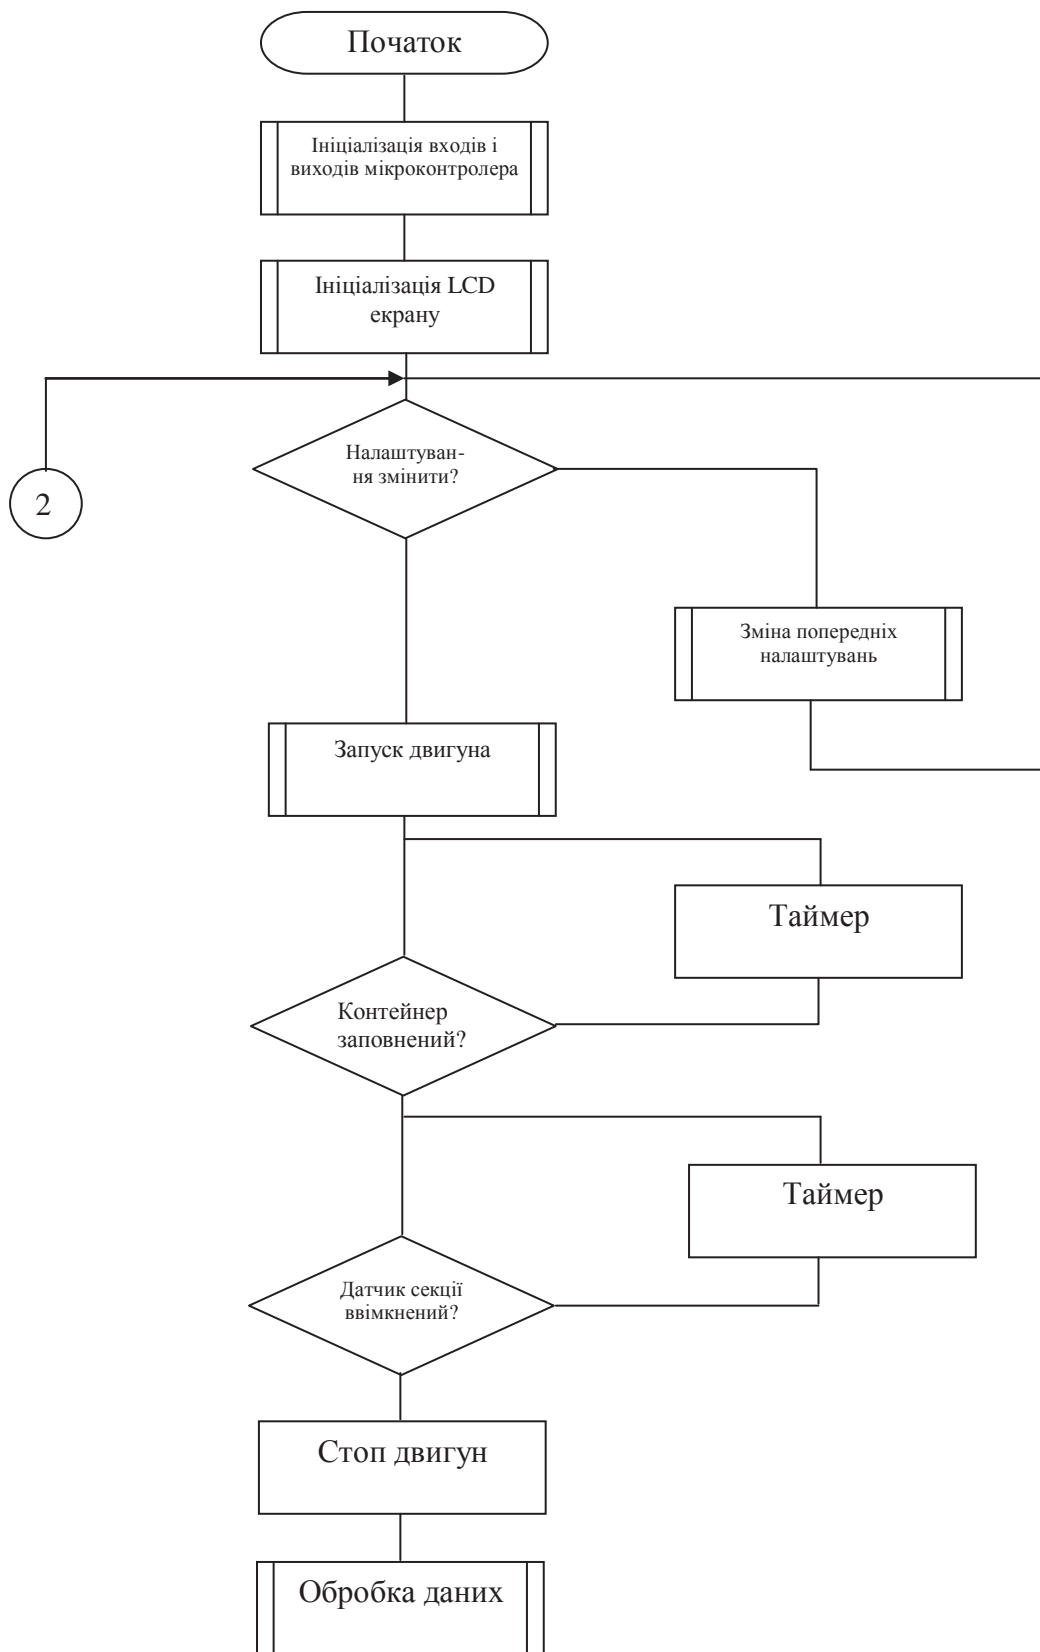 Початок
Ініціалізація входів і
виходів мікроконтролера
Ініціалізація LCD
екрану
Налаштуван-
ня змінити?
2
Зміна попередніх
налаштувань
Запуск двигуна
Таймер
Контейнер
заповнений?
Таймер
Датчик секції
ввімкнений?
Стоп двигун
Обробка даних